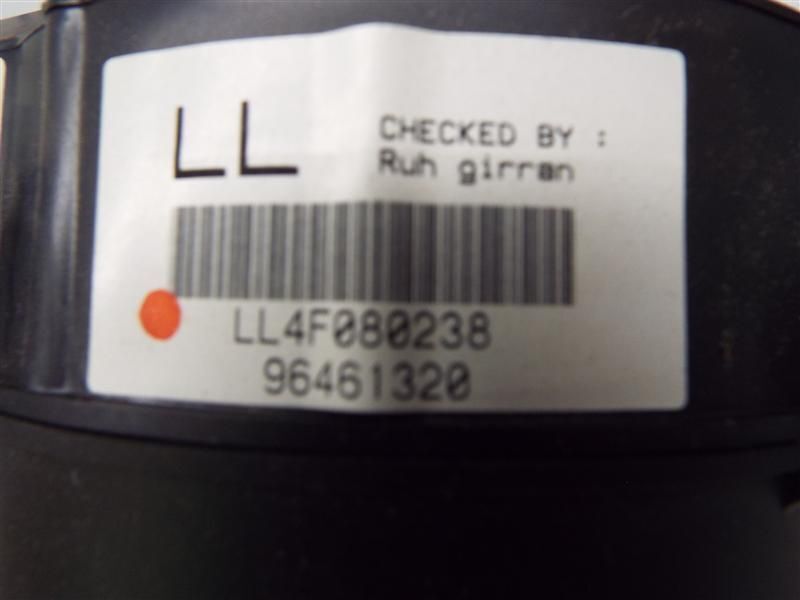 LL
CHECKED BY :
Ruh girran
LL4F080238
96461320